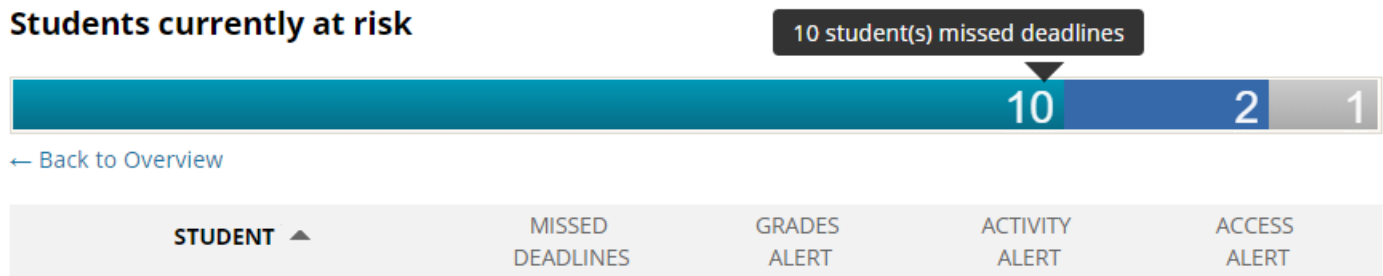 Students currently at risk
10 student(s) missed deadlines
10 2 1
← Back to Overview
STUDENT MISSED DEADLINES GRADES ALERT ACTIVITY ALERT ACCESS ALERT